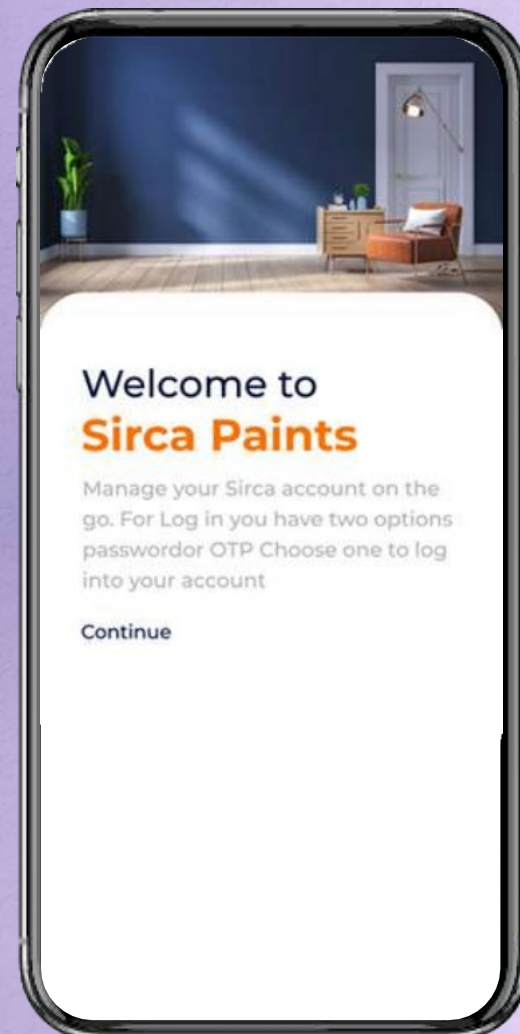 Welcome to
Sirca Paints
Manage your Sirca account on the
go. For Log in you have two options
passwordor OTP Choose one to log
into your account
Continue